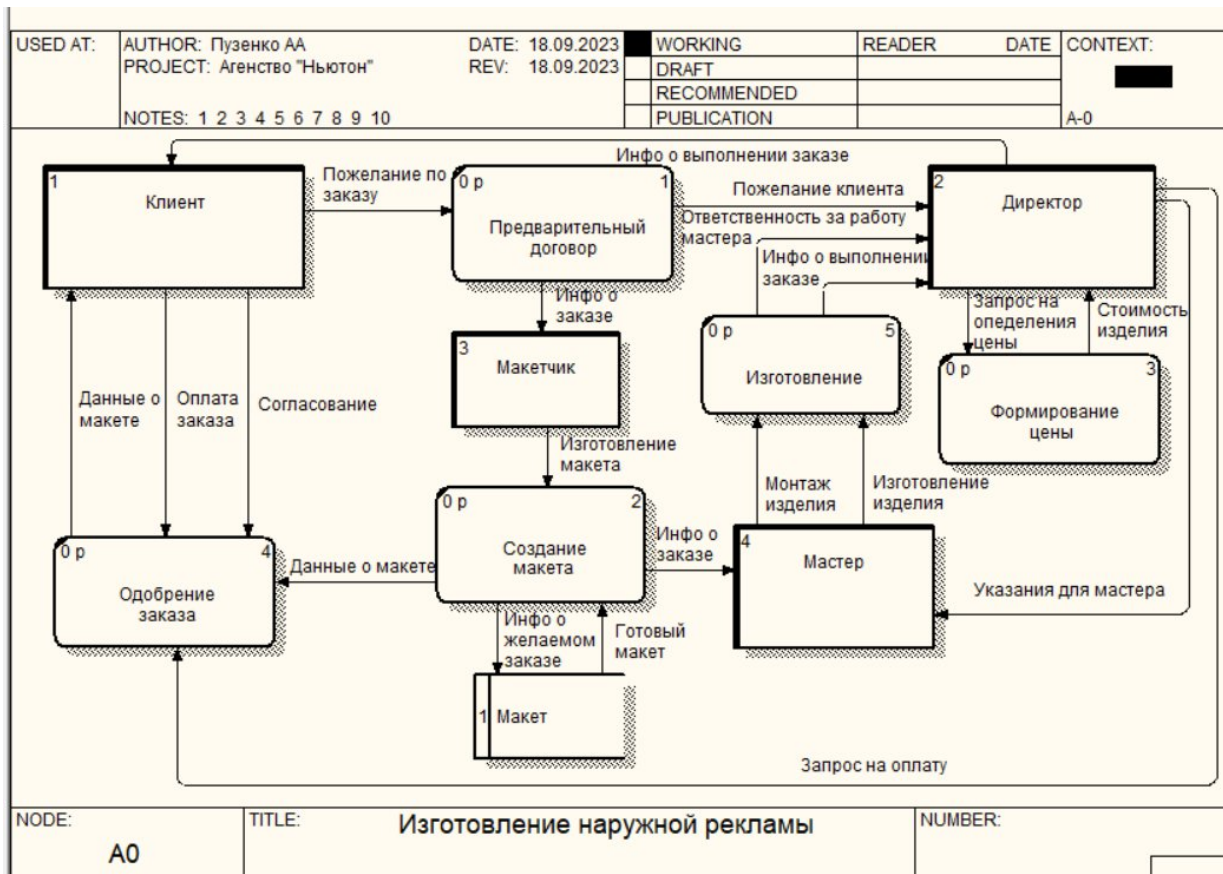 USED AT:
AUTHOR: Пузенко АА
DATE: 18.09.2023
PROJECT: Агенство "Ньютон"
REV: 18.09.2023
NOTES: 1 2 3 4 5 6 7 8 9 10
WORKING
DRAFT
RECOMMENDED
PUBLICATION
READER
DATE
CONTEXT:
A-0
1
Клиент
Пожелание по
заказу
0 р
1
Предварительный
договор
Инфо о выполнении заказе
Пожелание клиента
2
Директор
Ответственность за работу
мастера
Инфо о выполнении
заказе
Инфо о
заказе
Запрос на
опеделения
цены
Стоимость
изделия
3
Макетчик
0 р
5
Изготовление
0 р
3
Формирование
цены
Данные о
макете
Оплата
заказа
Согласование
Изготовление
макета
Монтаж
изделия
Изготовление
изделия
0 р
4
Одобрение
заказа
Данные о макете
0 р
2
Создание
макета
Инфо о
заказе
4
Мастер
Указания для мастера
Инфо о
желаемом
заказе
Готовый
макет
1
Макет
Запрос на оплату
NODE:
A0
TITLE:
Изготовление наружной рекламы
NUMBER: